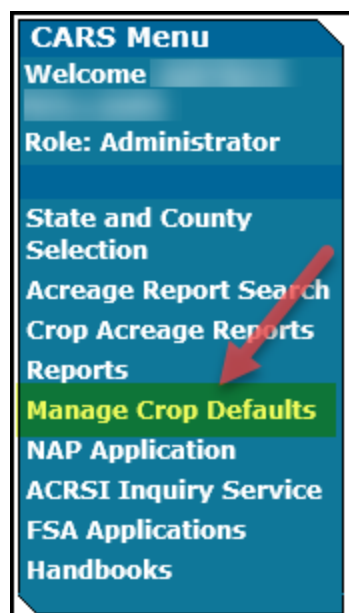 CARS Menu
Welcome
Role: Administrator
State and County
Selection
Acreage Report Search
Crop Acreage Reports
Reports
Manage Crop Defaults
NAP Application
ACRSI Inquiry Service
FSA Applications
Handbooks